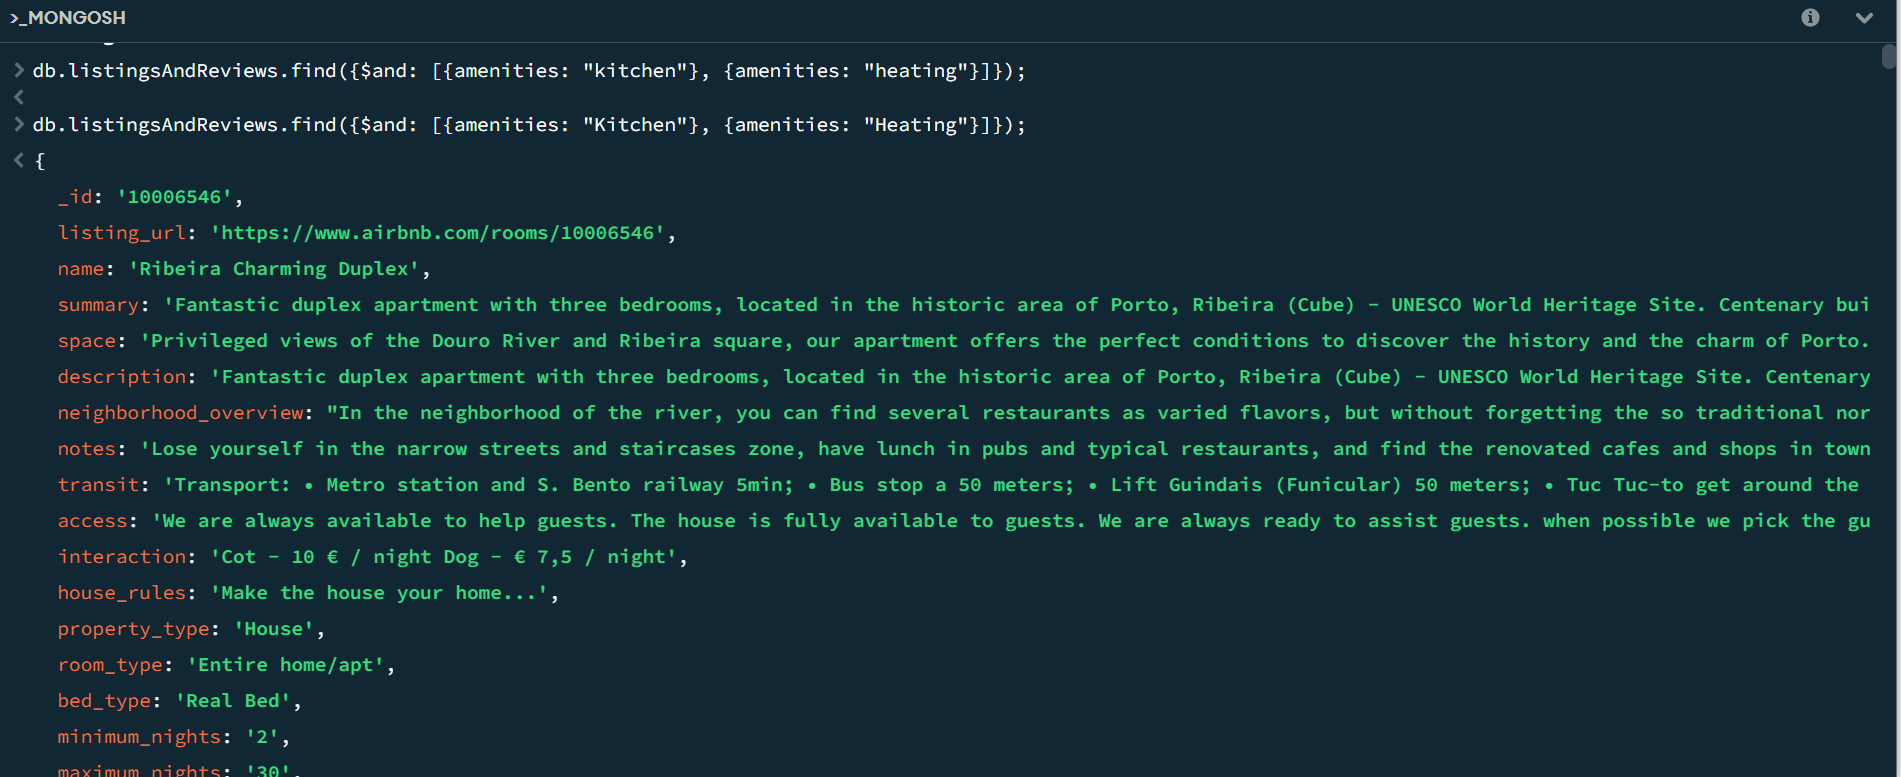 >_MONGOSH
> db.listingsAndReviews.find({$and: [{amenities: "kitchen"}, {amenities: "heating"}]});
<
> db.listingsAndReviews.find({$and: [{amenities: "Kitchen"}, {amenities: "Heating"}]});
< {
_id: '10006546',
listing_url: 'https://www.airbnb.com/rooms/10006546',
name: 'Ribeira Charming Duplex',
summary: 'Fantastic duplex apartment with three bedrooms, located in the historic area of Porto, Ribeira (Cube) - UNESCO World Heritage Site. Centenary bui
space: 'Privileged views of the Douro River and Ribeira square, our apartment offers the perfect conditions to discover the history and the charm of Porto.
description: 'Fantastic duplex apartment with three bedrooms, located in the historic area of Porto, Ribeira (Cube) - UNESCO World Heritage Site. Centenary
neighborhood_overview: "In the neighborhood of the river, you can find several restaurants as varied flavors, but without forgetting the so traditional nor
notes: 'Lose yourself in the narrow streets and staircases zone, have lunch in pubs and typical restaurants, and find the renovated cafes and shops in town
transit: 'Transport: • Metro station and S. Bento railway 5min; • Bus stop a 50 meters; • Lift Guindais (Funicular) 50 meters; • Tuc Tuc-to get around the
access: 'We are always available to help guests. The house is fully available to guests. We are always ready to assist guests. when possible we pick the gu
interaction: 'Cot - 10 € / night Dog - € 7,5 / night',
house_rules: 'Make the house your home...',
property_type: 'House',
room_type: 'Entire home/apt',
bed_type: 'Real Bed',
minimum_nights: '2',
maximum_nights: '30',